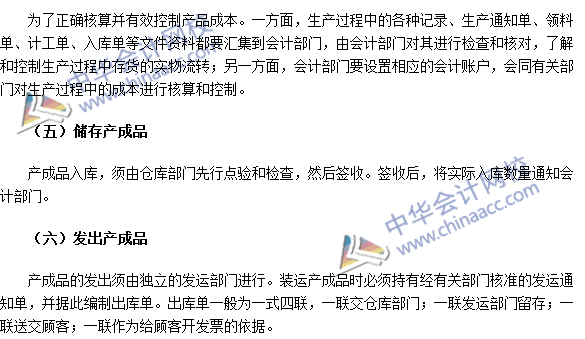 为了正确核算并有效控制产品成本。一方面，生产过程中的各种记录、生产通知单、领料
单、计工单、入库单等文件资料都要汇集到会计部门，由会计部门对其进行检查和核对，了解
和控制生产过程中存货的实物流转；另一方面，会计部门要设置相应的会计账户，会同有关部
门对生产过程中的成本进行核算和控制。
中华会计网校
www.chinaacc.com
（五）储存产成品
产成品入库，须由仓库部门先行点验和检查，然后签收。签收后，将实际入库数量通知会
计部门。
中华会计网校
www.chinaacc.com
（六）发出产成品
产成品的发出须由独立的发运部门进行。装运产成品时必须持有经有关部门核准的发运通
知单，并据此编制出库单。出库单一般为一式四联，一联交仓库部门；一联发运部门留存；一
联送交顾客；一联作为给顾客开发票的依据。